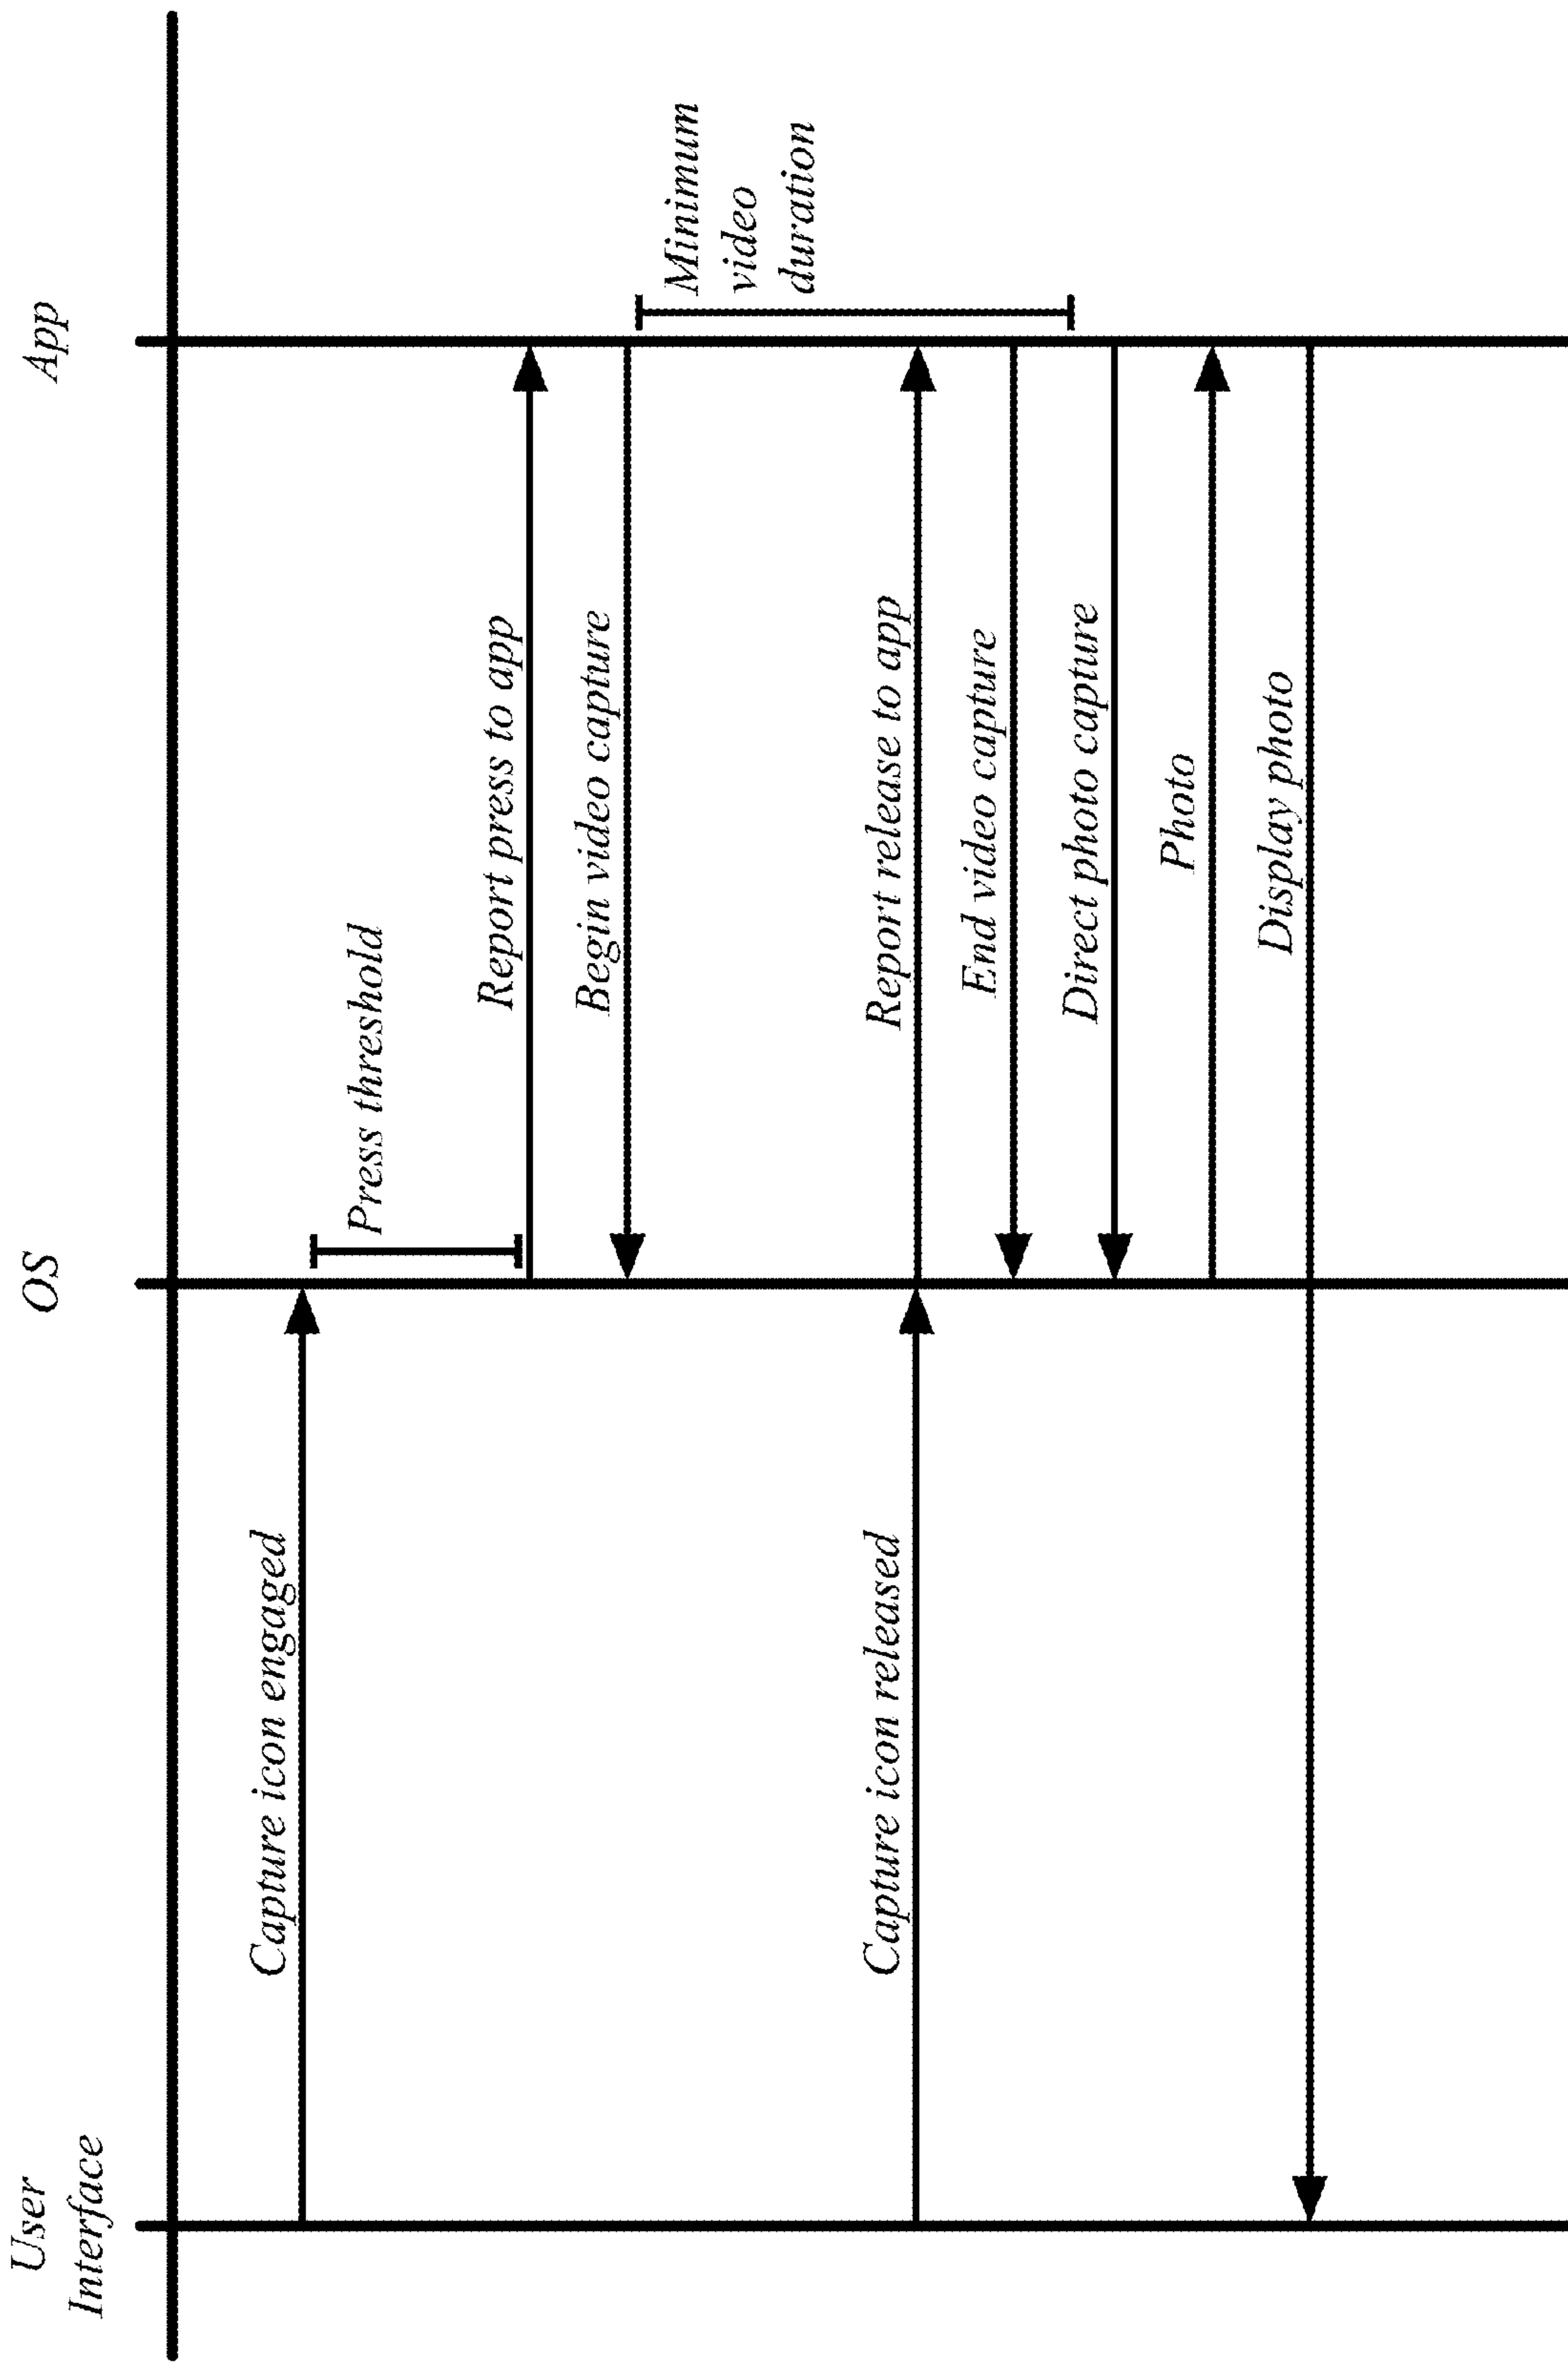 User
Interface
OS
App
Capture icon engaged
Press threshold
Report press to app
Begin video capture
Minimum
video
duration
Capture icon released
Report release to app
End video capture
Direct photo capture
Photo
Display photo